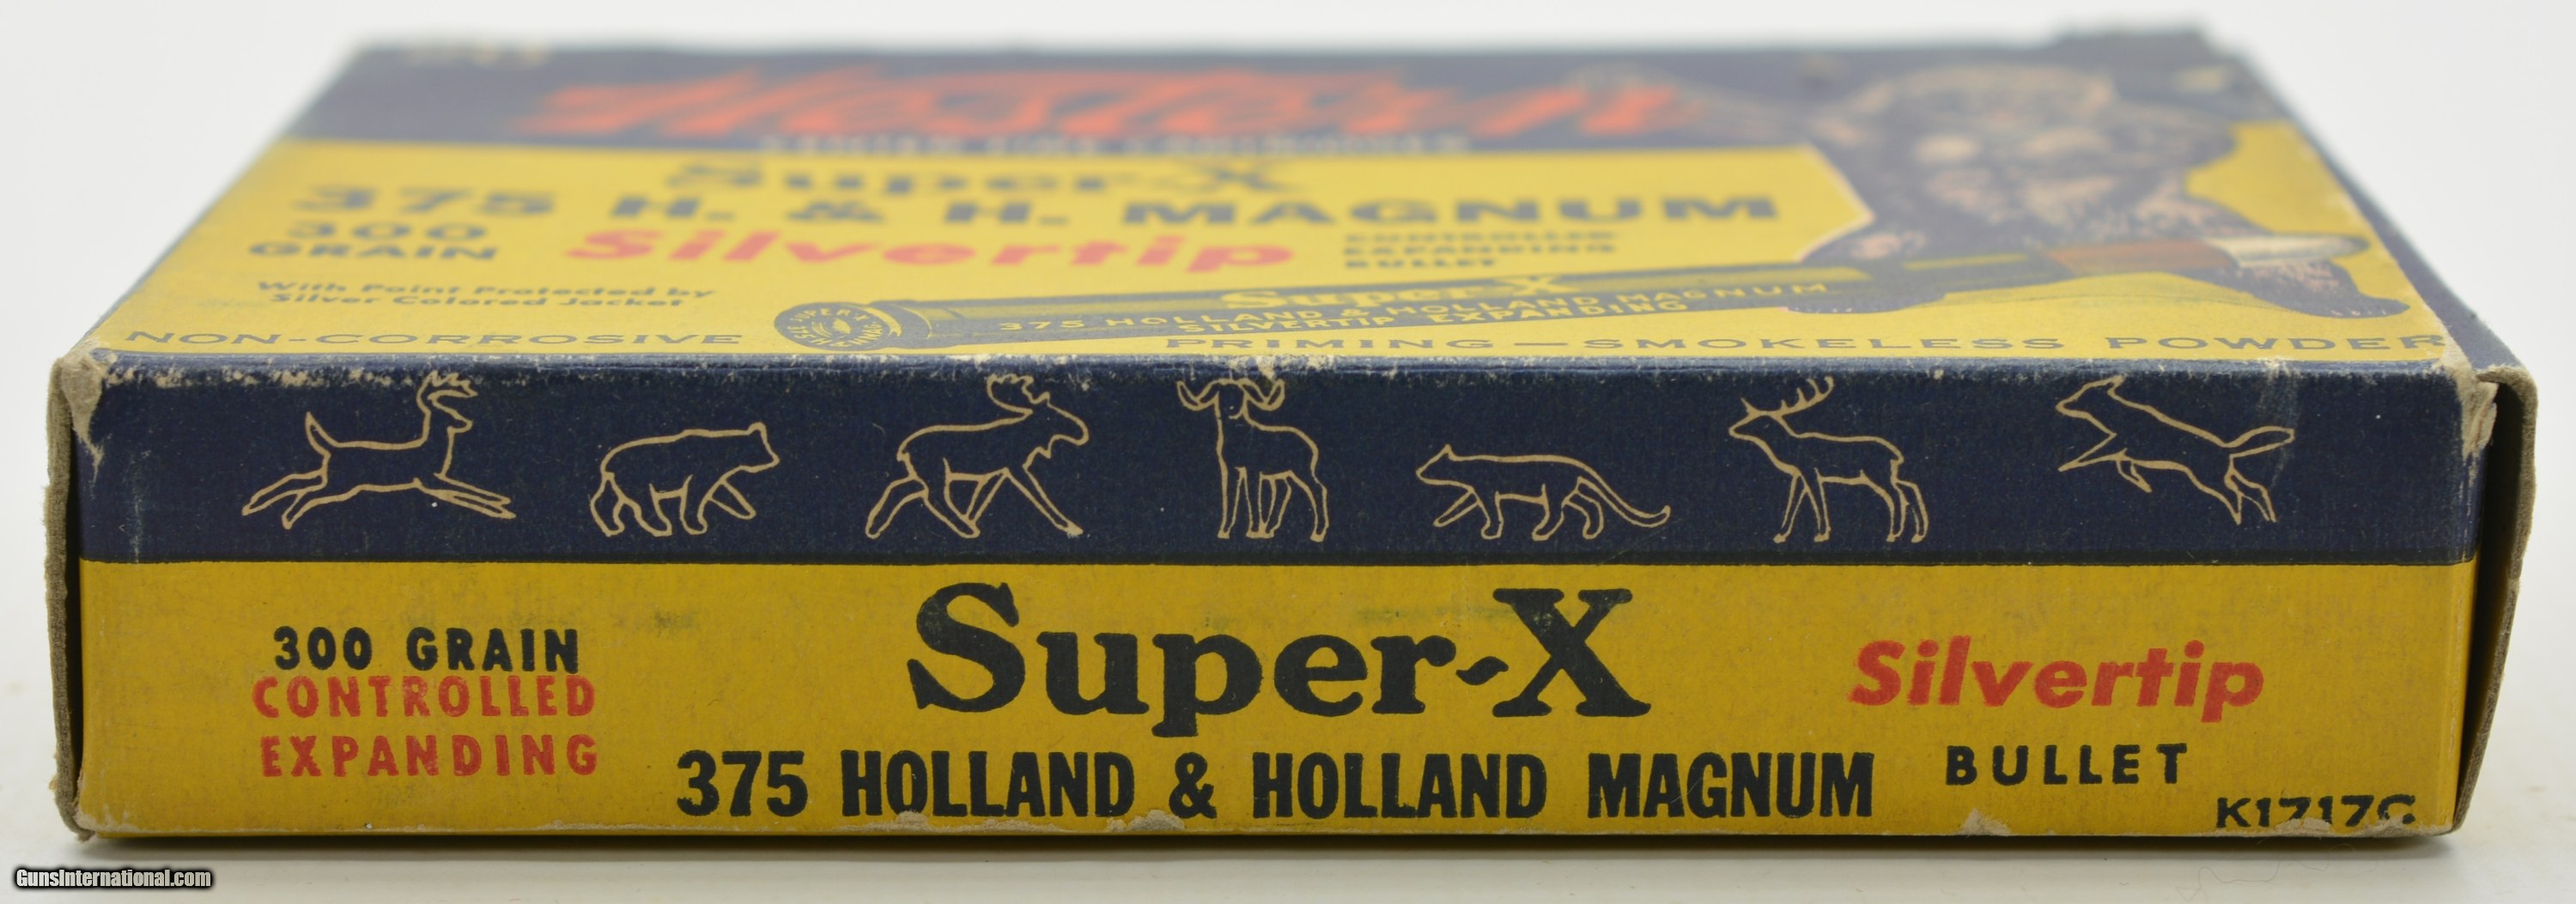 Western
Super-X
375 H. & H. MAGNUM
300
GRAIN
Silvertip
CONTROLLED
EXPANDING
BULLET
With Point Protected by
Silver Colored Jacket
SUPER-X
Super-X
375 HOLLAND & HOLLAND MAGNUM
SILVERTIP EXPANDING
NON-CORROSIVE PRIMING—SMOKELESS POWDER
300 GRAIN
CONTROLLED
EXPANDING
Super-X
375 HOLLAND & HOLLAND MAGNUM
Silvertip
BULLET
K1717C
GunsInternational.com